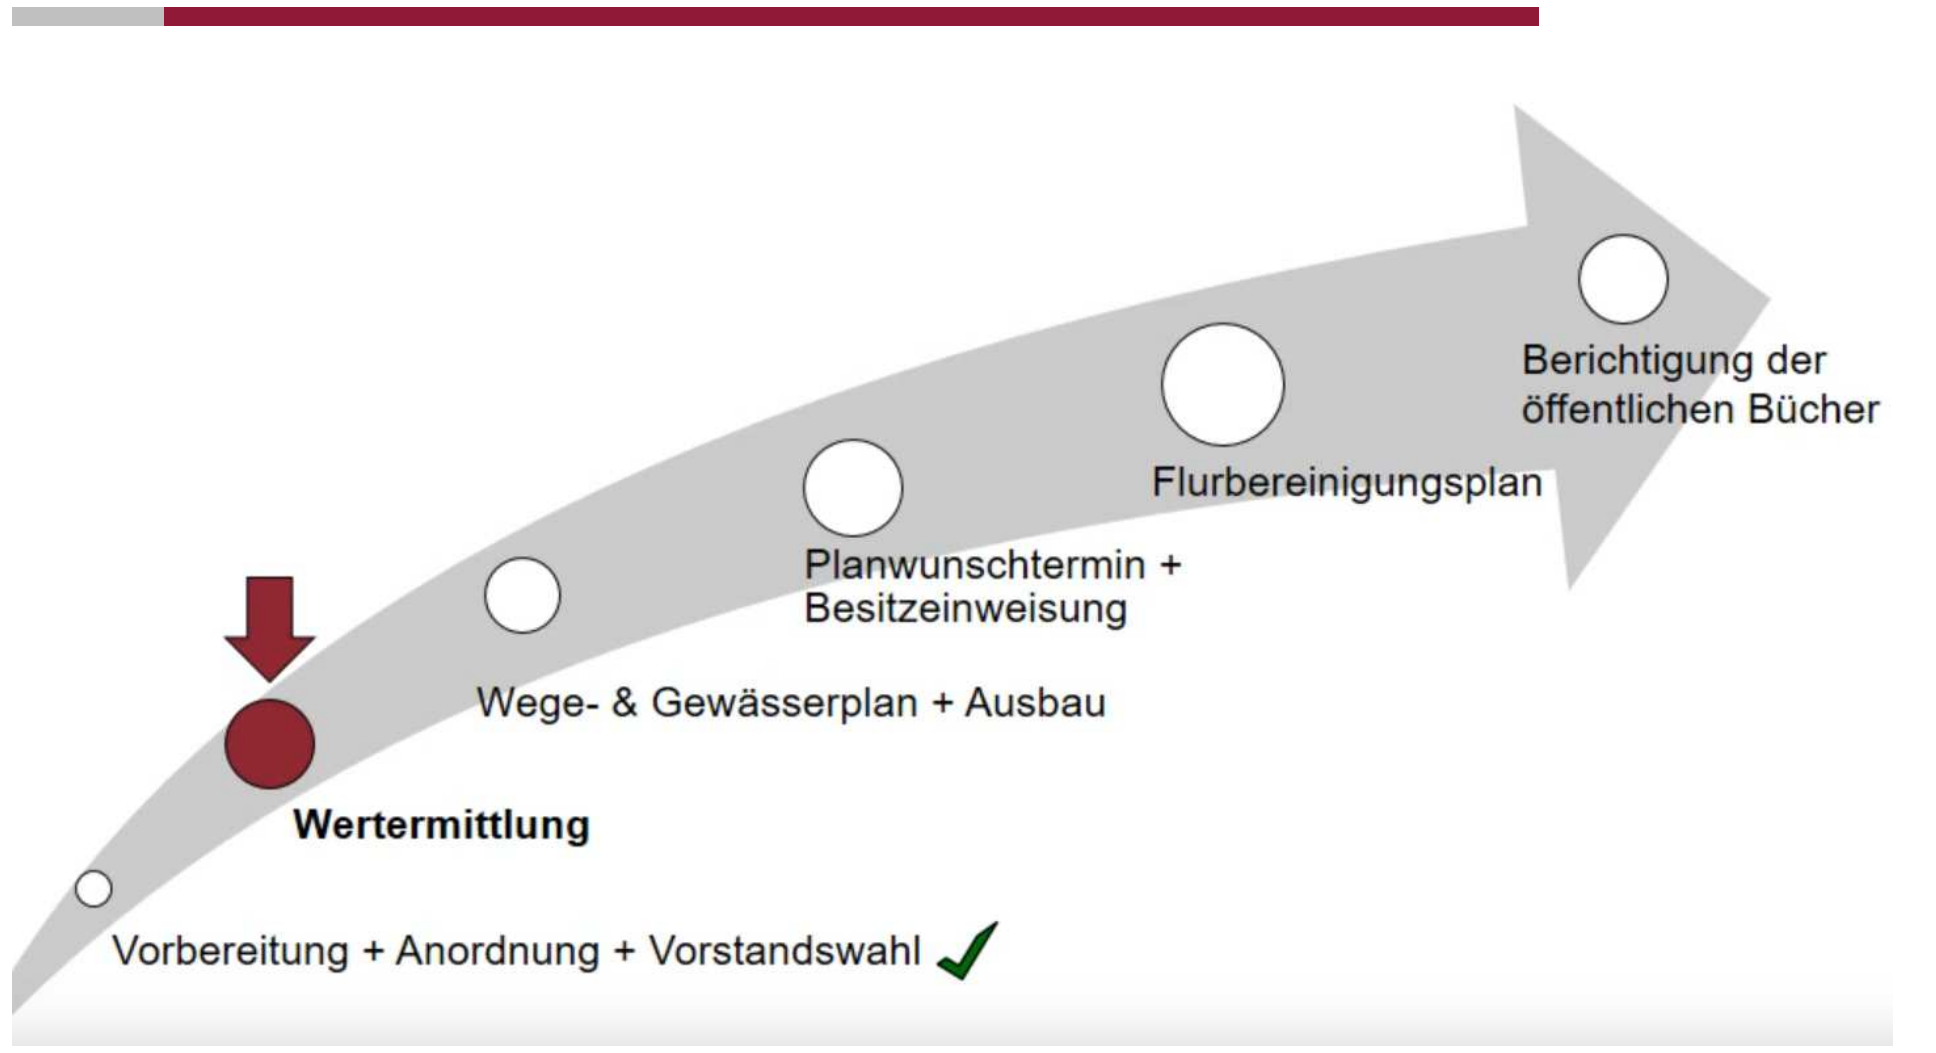 Berichtigung der
öffentlichen Bücher
Flurbereinigungsplan
Planwunschtermin +
Besitzeinweisung
Wege- & Gewässerplan + Ausbau
Wertermittlung
Vorbereitung + Anordnung + Vorstandswahl